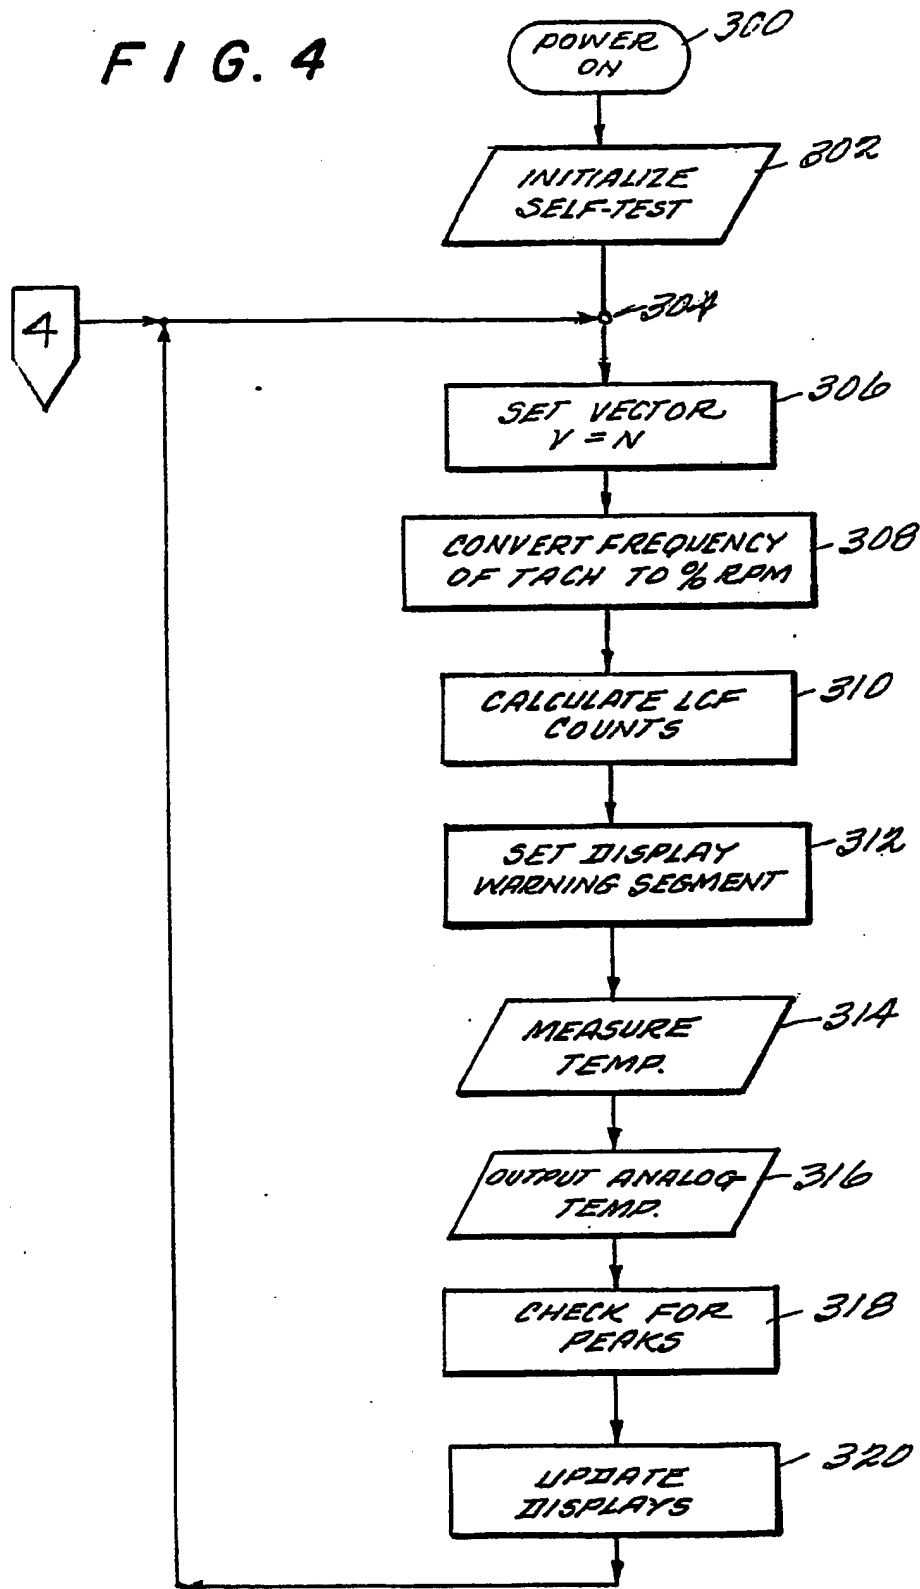 FIG. 4
POWER
ON
300
INITIALIZE
SELF-TEST
302
4
304
SET VECTOR
V = N
306
CONVERT FREQUENCY
OF TACH TO % RPM
308
CALCULATE LCF
COUNTS
310
SET DISPLAY
WARNING SEGMENT
312
MEASURE
TEMP.
314
OUTPUT ANALOG
TEMP.
316
CHECK FOR
PEAKS
318
UPDATE
DISPLAYS
320